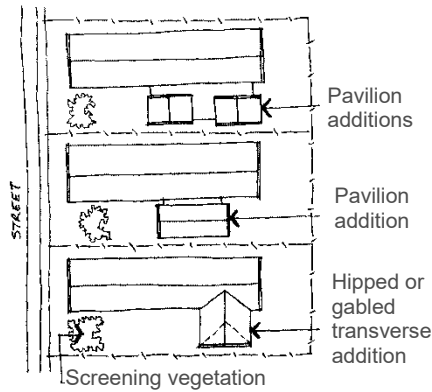 Pavilion
additions
STREET
Pavilion
addition
Hipped or
gabled
transverse
addition
Screening vegetation